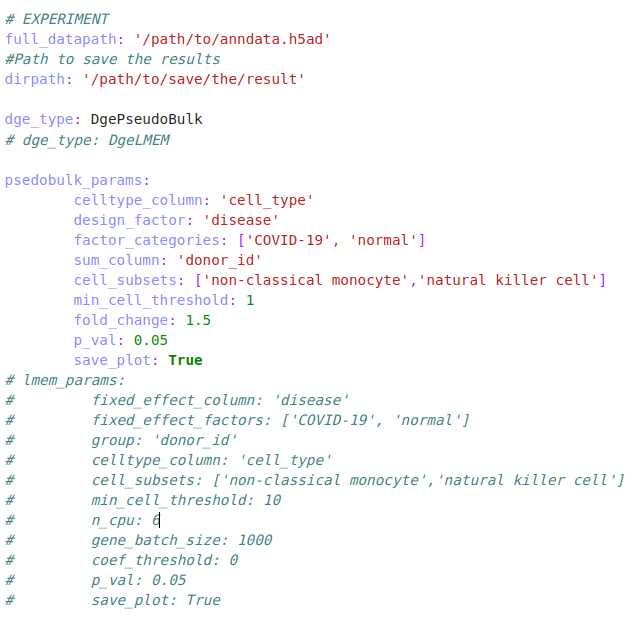 # EXPERIMENT
full_datapath: '/path/to/anndata.h5ad'
#Path to save the results
dirpath: '/path/to/save/the/result'

dge_type: DgePseudoBulk
# dge_type: DgeLMEM

psedobulk_params:
        celltype_column: 'cell_type'
        design_factor: 'disease'
        factor_categories: ['COVID-19', 'normal']
        sum_column: 'donor_id'
        cell_subsets: ['non-classical monocyte','natural killer cell']
        min_cell_threshold: 1
        fold_change: 1.5
        p_val: 0.05
        save_plot: True
# lmem_params:
#         fixed_effect_column: 'disease'
#         fixed_effect_factors: ['COVID-19', 'normal']
#         group: 'donor_id'
#         celltype_column: 'cell_type'
#         cell_subsets: ['non-classical monocyte','natural killer cell']
#         min_cell_threshold: 10
#         n_cpu: 6
#         gene_batch_size: 1000
#         coef_threshold: 0
#         p_val: 0.05
#         save_plot: True